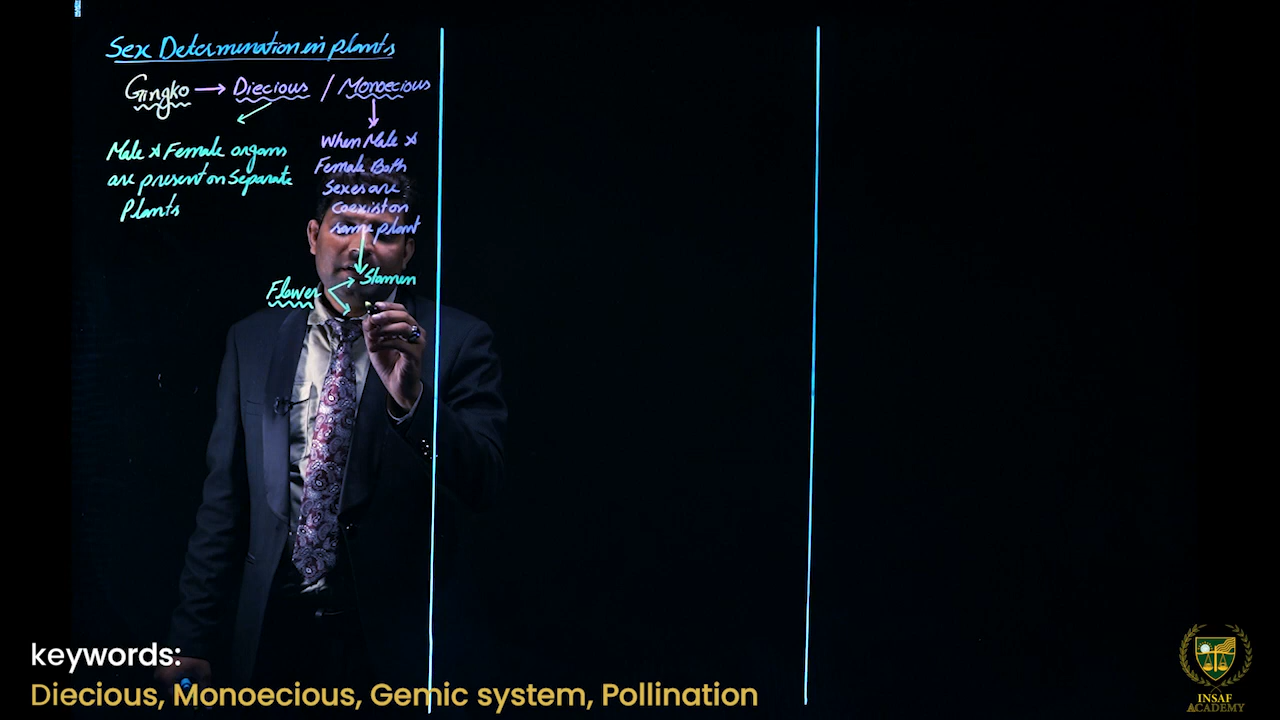 Sex Determination in plants
Gingko → Diecious / Monoecious
Male & Female organs
are present on Separate
Plants
When Male &
Female Both
Sexes are
Coexist on
same plant
Flower
Stamen
keywords:
Diecious, Monoecious, Gemic system, Pollination
INSAF
ACADEMY